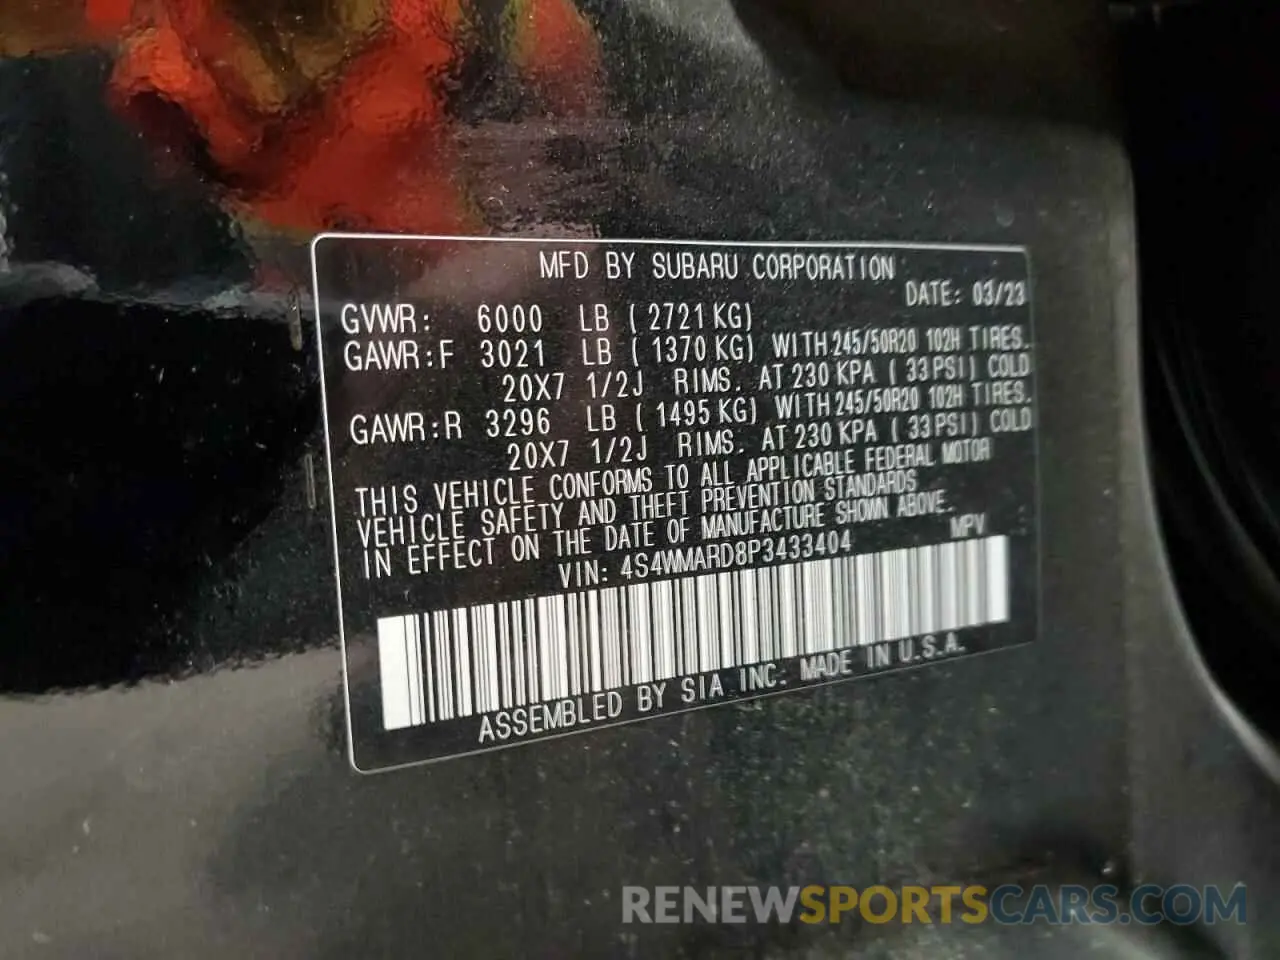 MFD BY SUBARU CORPORATION
DATE: 03/23
GVWR: 6000 LB ( 2721 KG)
GAWR:F 3021 LB ( 1370 KG) WITH 245/50R20 102H TIRES.
20X7 1/2J RIMS. AT 230 KPA ( 33 PSI) COLD
GAWR:R 3296 LB ( 1495 KG) WITH 245/50R20 102H TIRES.
20X7 1/2J RIMS. AT 230 KPA ( 33 PSI) COLD
THIS VEHICLE CONFORMS TO ALL APPLICABLE FEDERAL MOTOR
VEHICLE SAFETY AND THEFT PREVENTION STANDARDS
IN EFFECT ON THE DATE OF MANUFACTURE SHOWN ABOVE.
VIN: 4S4WMARD8P3433404 MPV
ASSEMBLED BY SIA INC: MADE IN U.S.A.
RENEWSPORTSCARS.COM